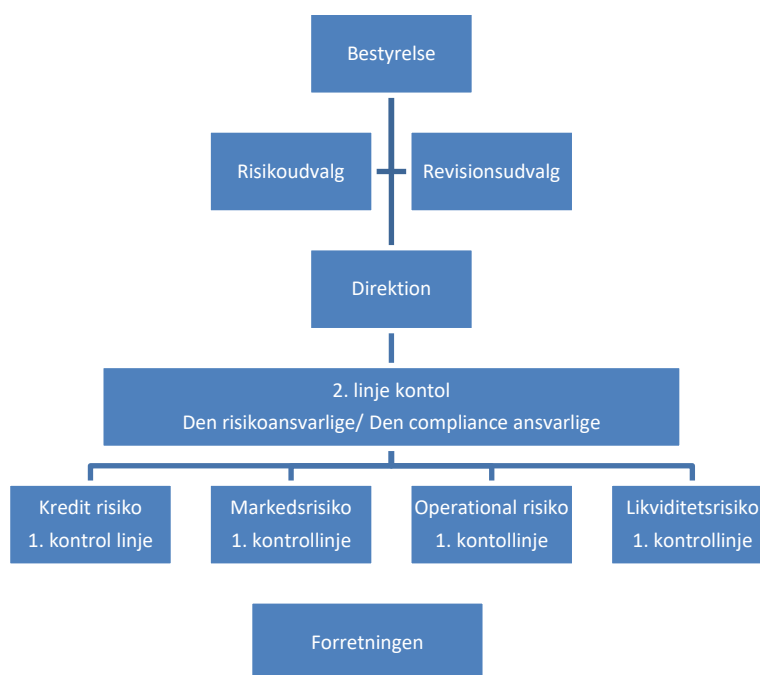 Bestyrelse
Risikoudvalg
Revisionsudvalg
Direktion
2. linje kontol
Den risikoansvarlige/ Den compliance ansvarlige
Kredit risiko
1. kontrol linje
Markedsrisiko
1. kontrollinje
Operational risiko
1. kontollinje
Likviditetsrisiko
1. kontrollinje
Forretningen